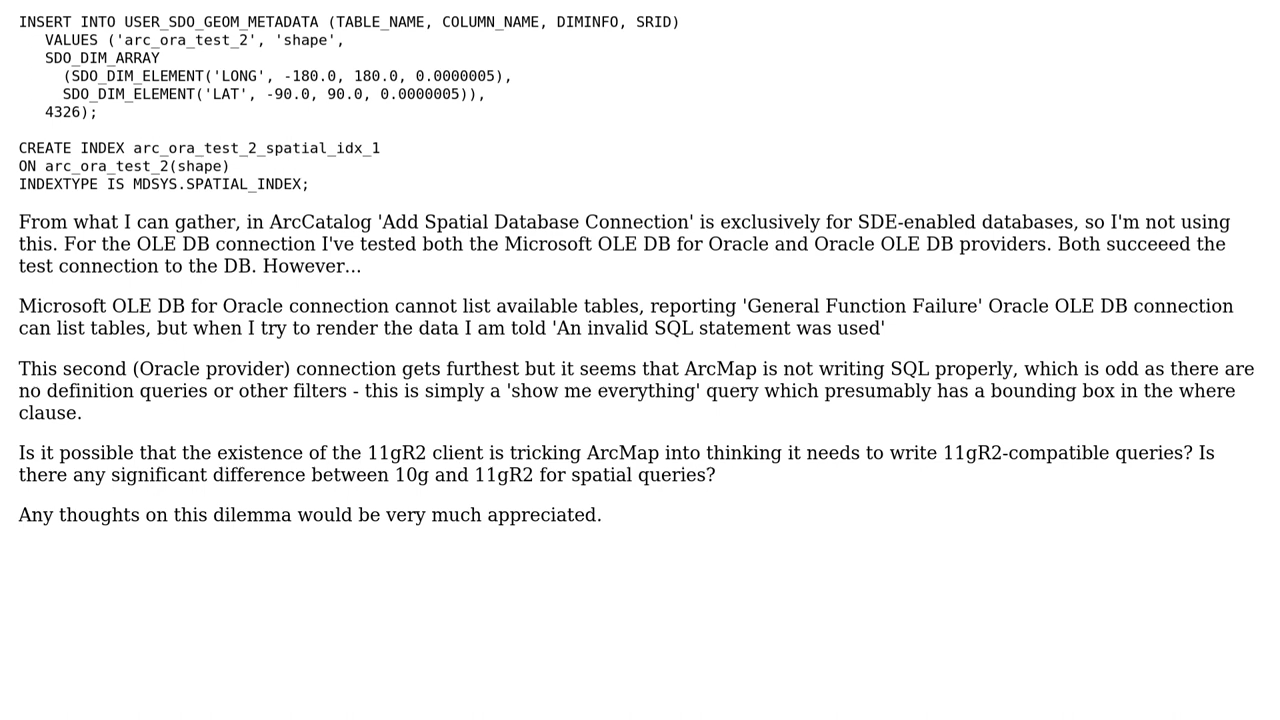 INSERT INTO USER_SDO_GEOM_METADATA (TABLE_NAME, COLUMN_NAME, DIMINFO, SRID)
VALUES ('arc_ora_test_2', 'shape',
SDO_DIM_ARRAY
(SDO_DIM_ELEMENT('LONG', -180.0, 180.0, 0.0000005),
SDO_DIM_ELEMENT('LAT', -90.0, 90.0, 0.0000005)),
4326);
CREATE INDEX arc_ora_test_2_spatial_idx_1
ON arc_ora_test_2(shape)
INDEXTYPE IS MDSYS.SPATIAL_INDEX;
From what I can gather, in ArcCatalog 'Add Spatial Database Connection' is exclusively for SDE-enabled databases, so I'm not using
this. For the OLE DB connection I've tested both the Microsoft OLE DB for Oracle and Oracle OLE DB providers. Both succeeed the
test connection to the DB. However...
Microsoft OLE DB for Oracle connection cannot list available tables, reporting 'General Function Failure' Oracle OLE DB connection
can list tables, but when I try to render the data I am told 'An invalid SQL statement was used'
This second (Oracle provider) connection gets furthest but it seems that ArcMap is not writing SQL properly, which is odd as there are
no definition queries or other filters - this is simply a 'show me everything' query which presumably has a bounding box in the where
clause.
Is it possible that the existence of the 11gR2 client is tricking ArcMap into thinking it needs to write 11gR2-compatible queries? Is
there any significant difference between 10g and 11gR2 for spatial queries?
Any thoughts on this dilemma would be very much appreciated.